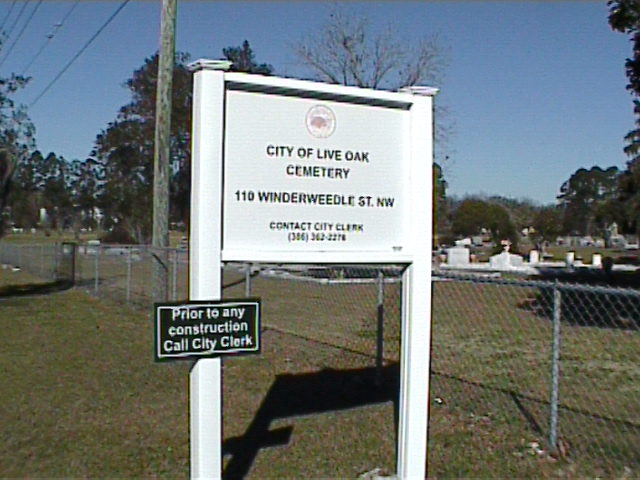 CITY OF LIVE OAK
CEMETERY
110 WINDERWEEDLE ST. NW
CONTACT CITY CLERK
(386) 362-2276
Prior to any
construction
Call City Clerk